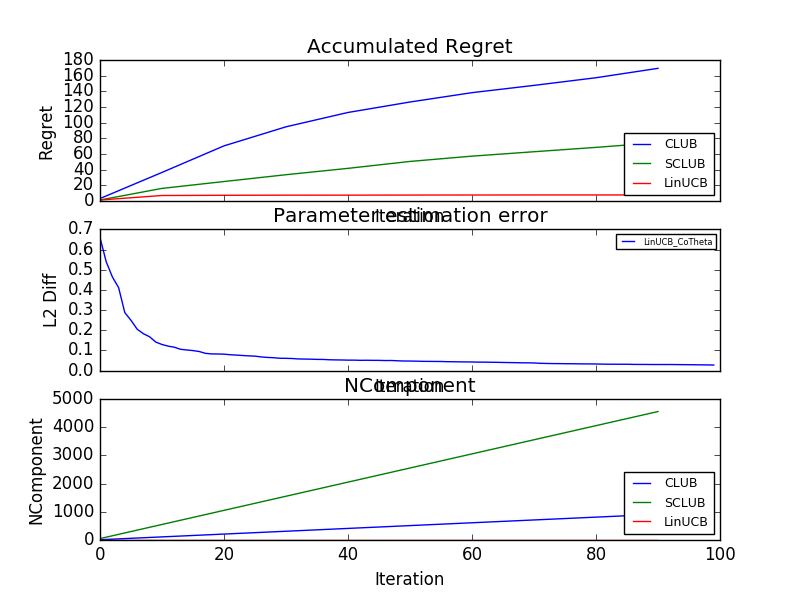 Accumulated Regret
180
160
140
120
100
80
60
40
20
0
Regret
CLUB
SCLUB
LinUCB
Iteration
Parameter estimation error
0.7
0.6
0.5
0.4
0.3
0.2
0.1
0.0
L2 Diff
LinUCB_CoTheta
Iteration
NComponent
5000
4000
3000
2000
1000
0
NComponent
CLUB
SCLUB
LinUCB
0 20 40 60 80 100
Iteration